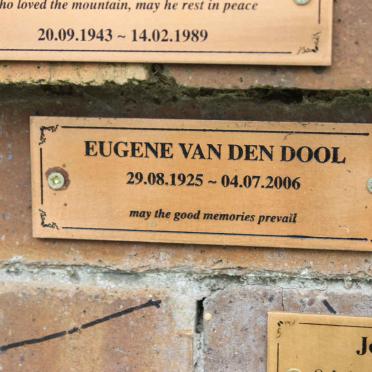 who loved the mountain, may he rest in peace
20.09.1943 ~ 14.02.1989
EUGENE VAN DEN DOOL
29.08.1925 ~ 04.07.2006
may the good memories prevail